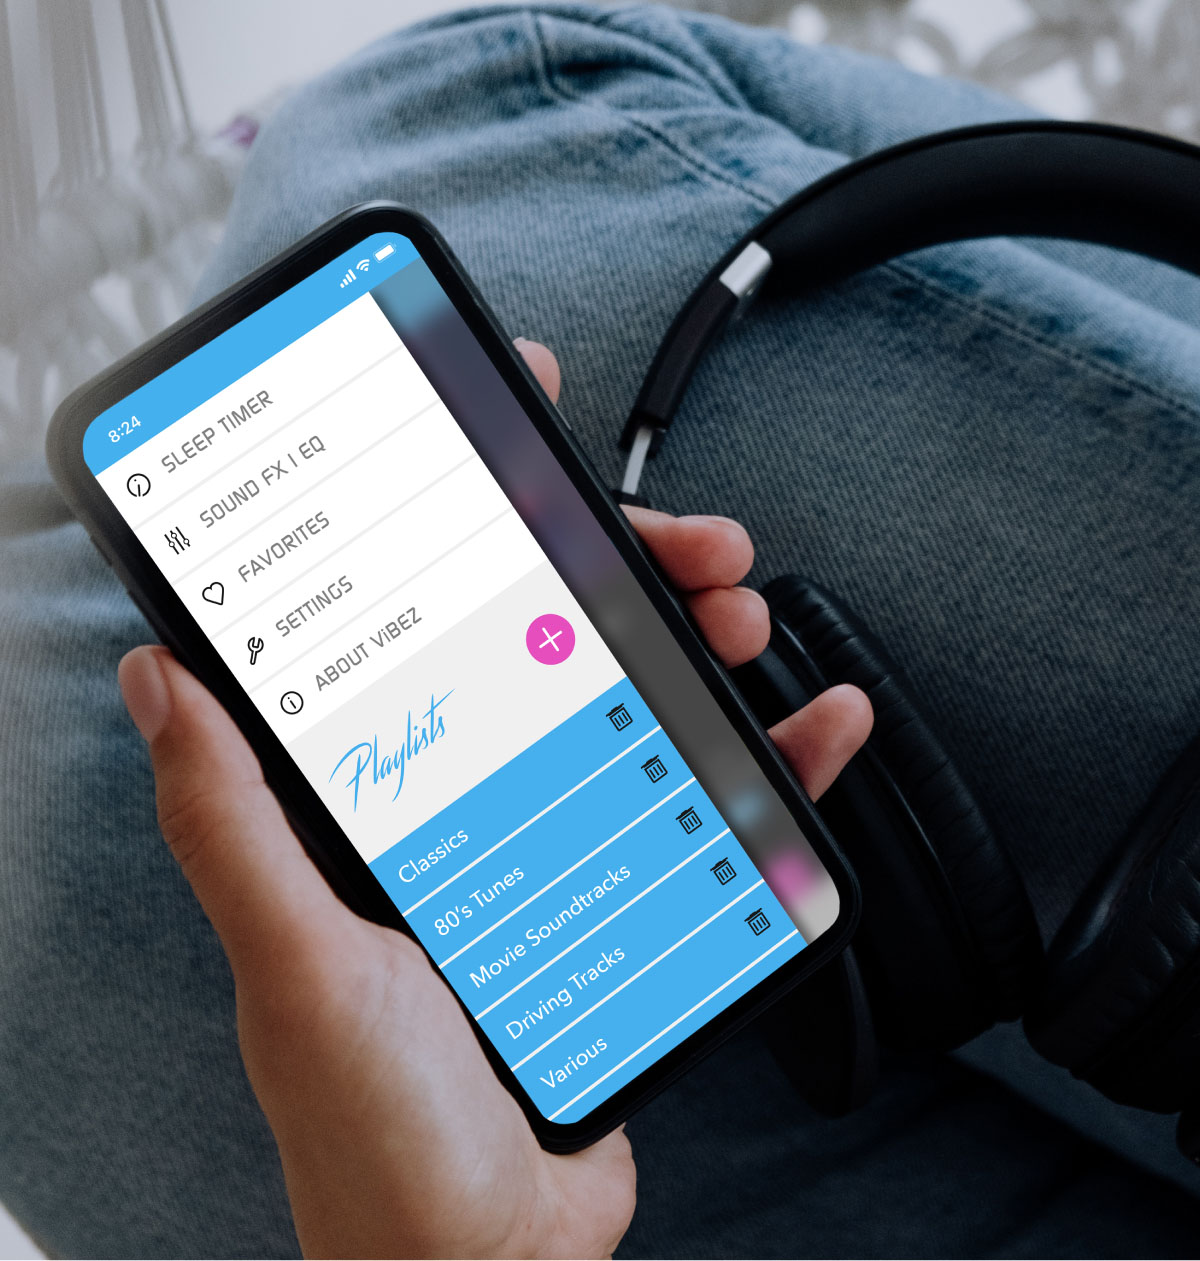 8:24
SLEEP TIMER
SOUND FX | EQ
FAVORITES
SETTINGS
ABOUT ViBEZ
Playlists
Classics
80's Tunes
Movie Soundtracks
Driving Tracks
Various